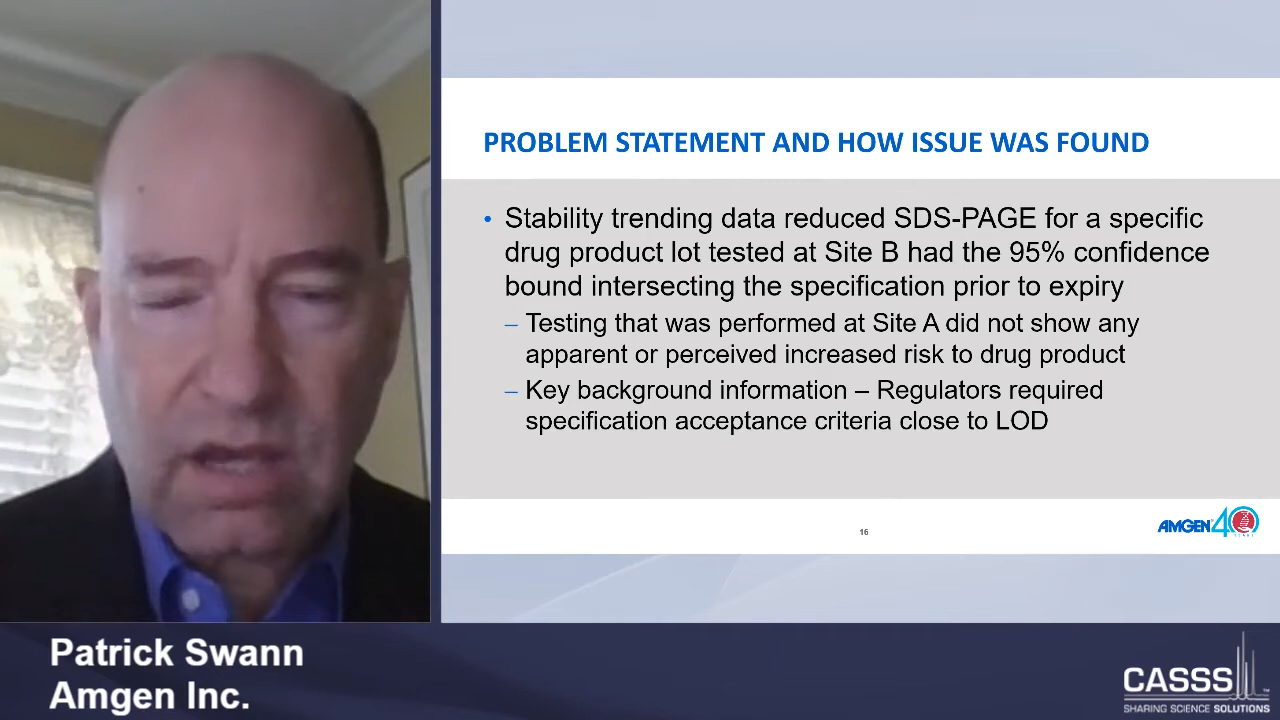 PROBLEM STATEMENT AND HOW ISSUE WAS FOUND
• Stability trending data reduced SDS-PAGE for a specific
drug product lot tested at Site B had the 95% confidence
bound intersecting the specification prior to expiry
– Testing that was performed at Site A did not show any
apparent or perceived increased risk to drug product
– Key background information – Regulators required
specification acceptance criteria close to LOD
16
AMGEN 40
YEARS
Patrick Swann
Amgen Inc.
CASSS
SHARING SCIENCE SOLUTIONS